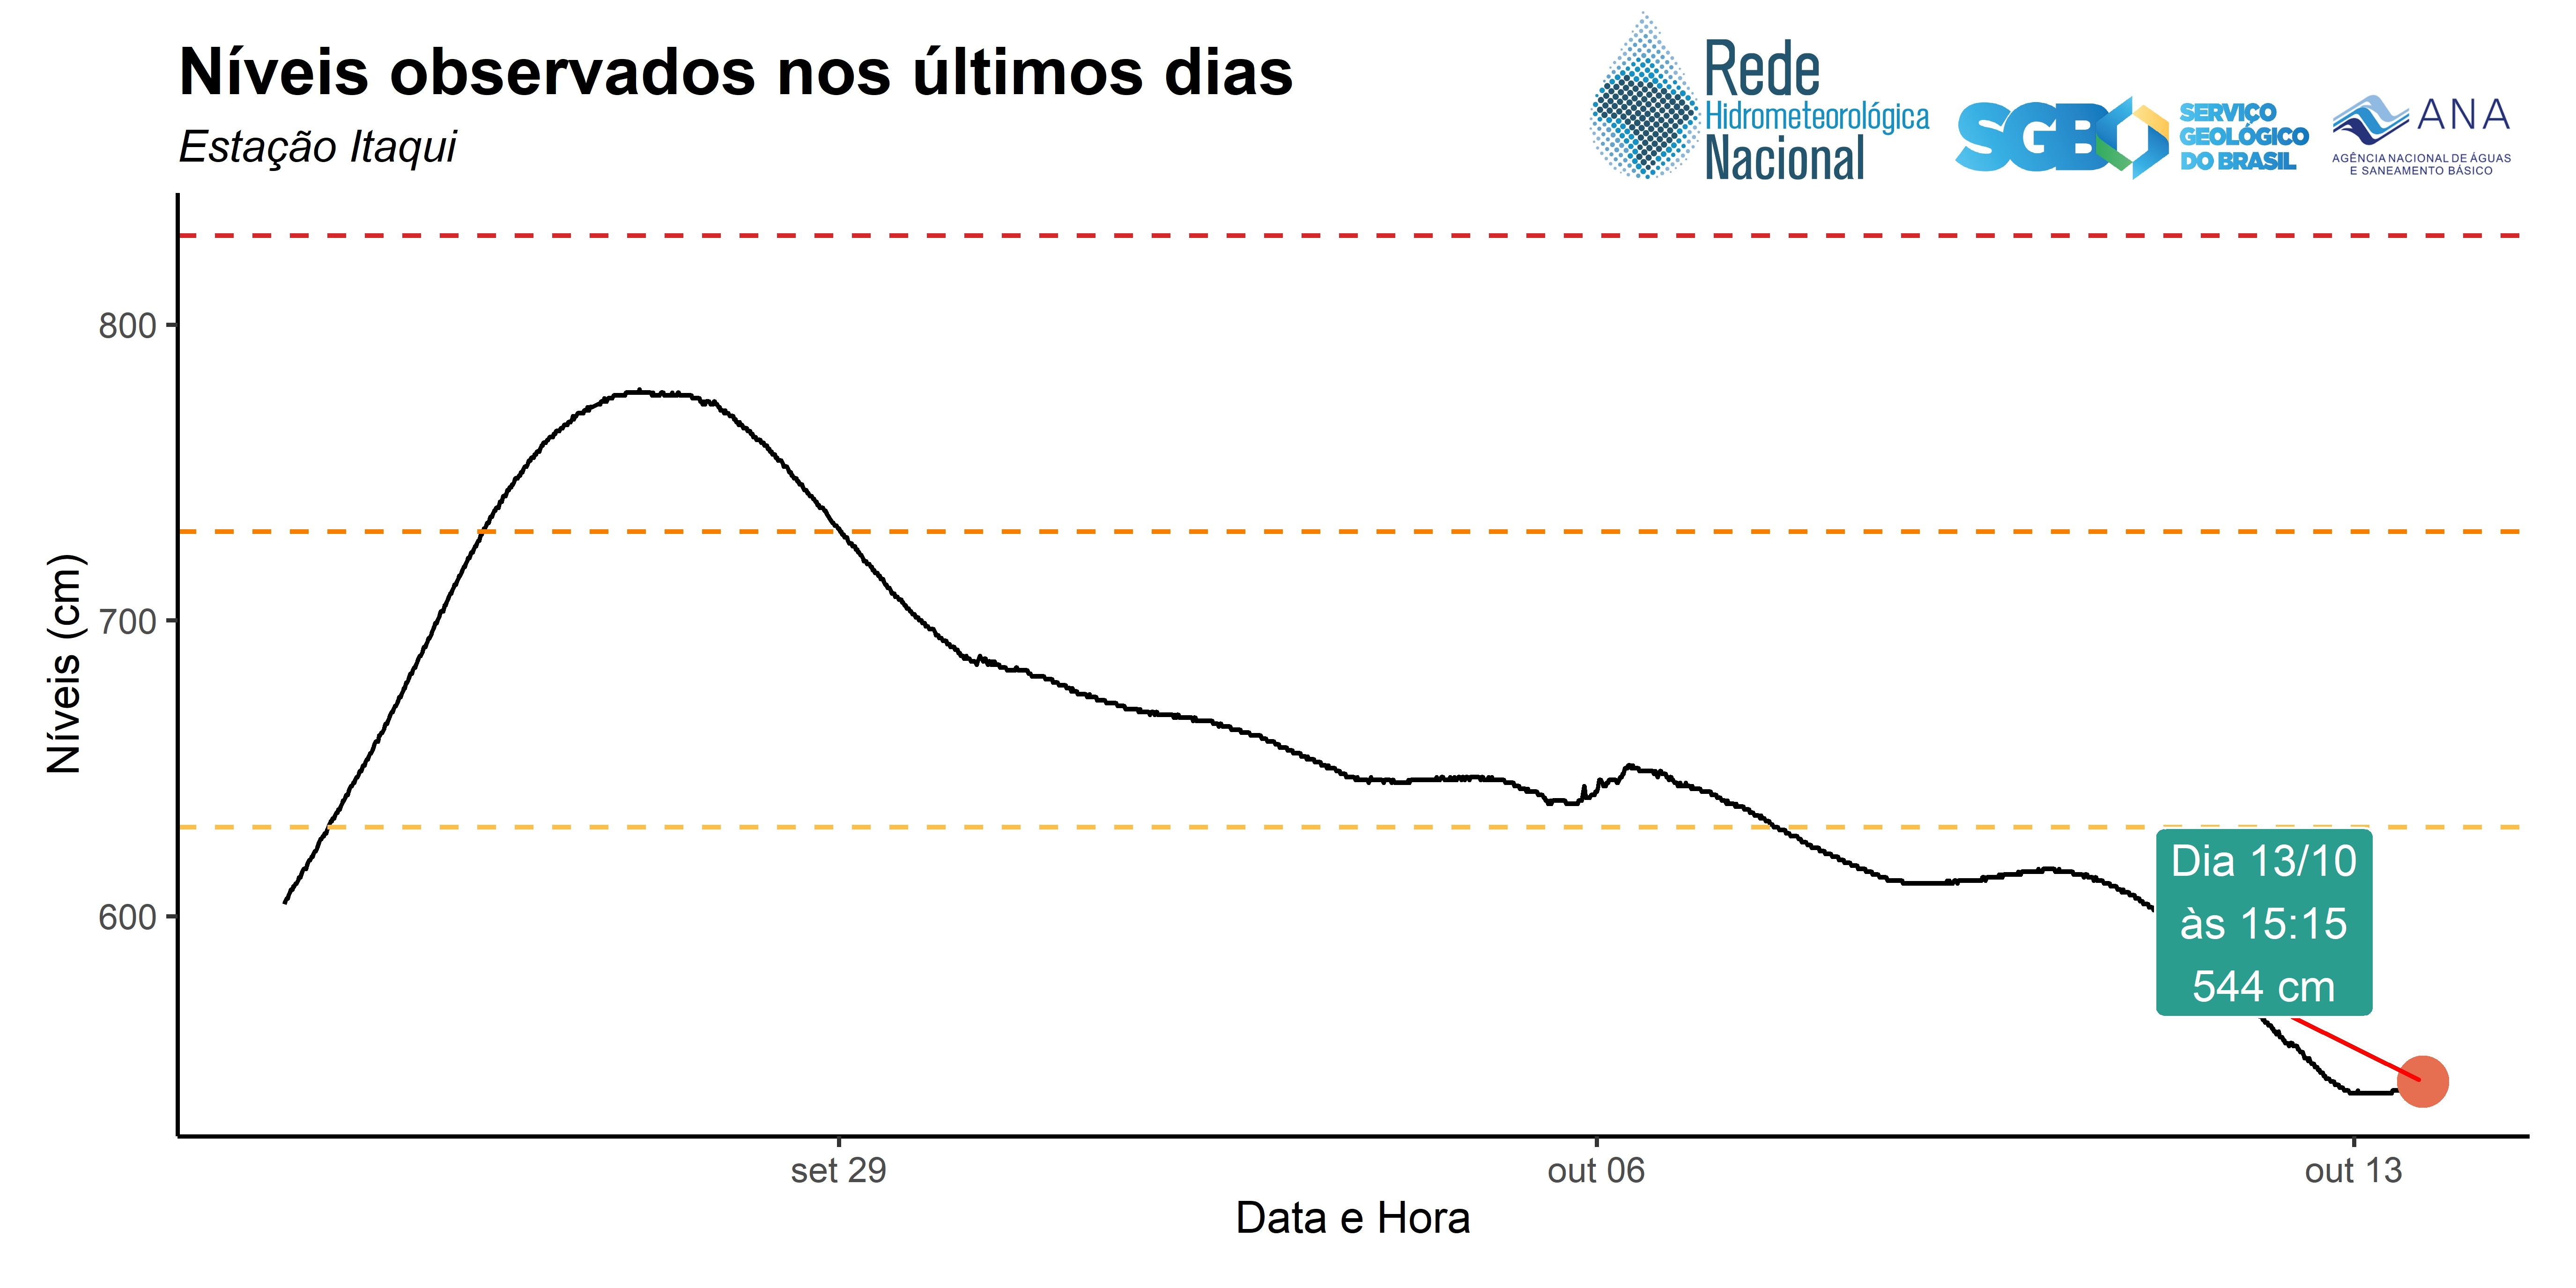 Níveis observados nos últimos dias
Estação Itaqui
Rede
Hidrometeorológica
Nacional
SGB
SERVIÇO
GEOLÓGICO
DO BRASIL
ANA
AGÊNCIA NACIONAL DE ÁGUAS
E SANEAMENTO BÁSICO
Níveis (cm)
800
700
600
Dia 13/10
às 15:15
544 cm
set 29
out 06
out 13
Data e Hora